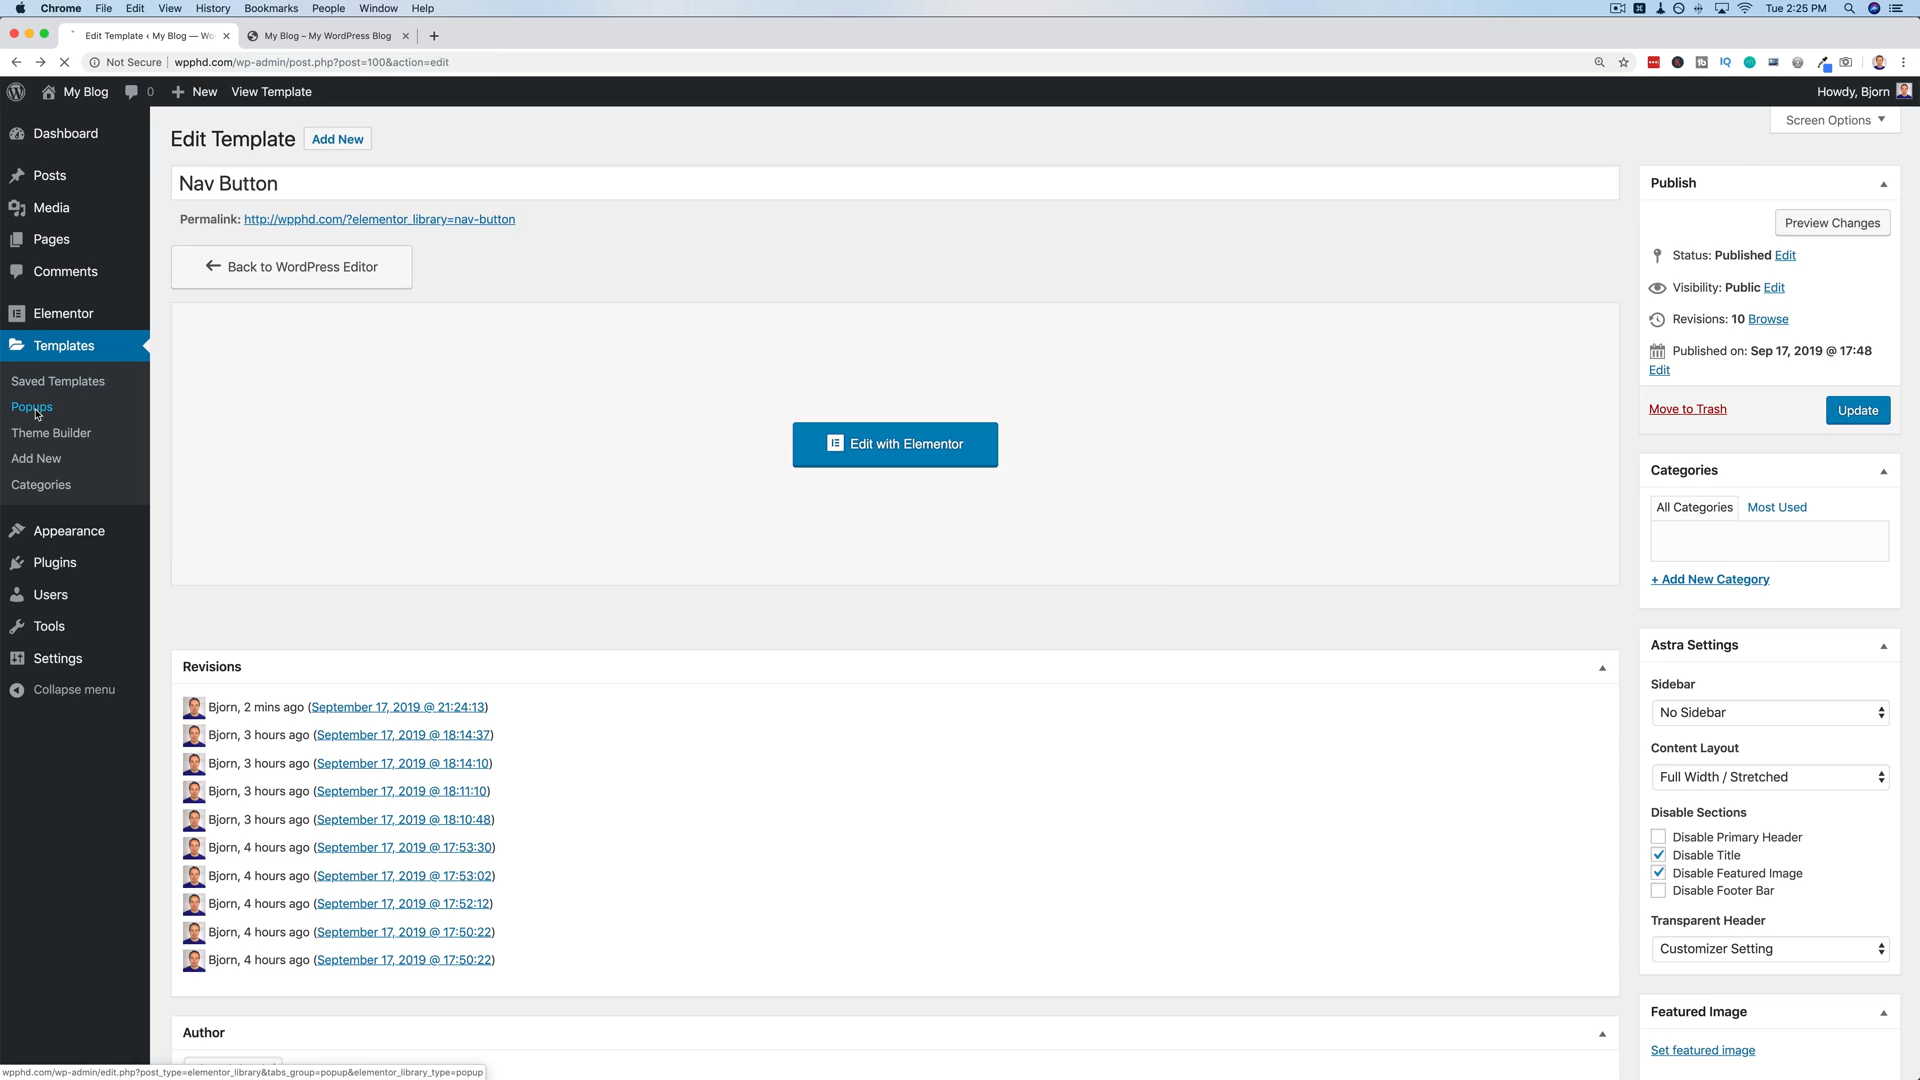 Chrome File Edit View History Bookmarks People Window Help Tue 2:25 PM
Edit Template ‹ My Blog — Wo
My Blog – My WordPress Blog
Not Secure wpphd.com/wp-admin/post.php?post=100&action=edit
My Blog 0 New View Template Howdy, Bjorn
Screen Options
Dashboard
Posts
Media
Pages
Comments
Elementor
Templates
Saved Templates
Popups
Theme Builder
Add New
Categories
Appearance
Plugins
Users
Tools
Settings
Collapse menu
Edit Template Add New
Nav Button
Permalink: http://wpphd.com/?elementor_library=nav-button
Back to WordPress Editor
Edit with Elementor
Revisions
Bjorn, 2 mins ago (September 17, 2019 @ 21:24:13)
Bjorn, 3 hours ago (September 17, 2019 @ 18:14:37)
Bjorn, 3 hours ago (September 17, 2019 @ 18:14:10)
Bjorn, 3 hours ago (September 17, 2019 @ 18:11:10)
Bjorn, 3 hours ago (September 17, 2019 @ 18:10:48)
Bjorn, 4 hours ago (September 17, 2019 @ 17:53:30)
Bjorn, 4 hours ago (September 17, 2019 @ 17:53:02)
Bjorn, 4 hours ago (September 17, 2019 @ 17:52:12)
Bjorn, 4 hours ago (September 17, 2019 @ 17:50:22)
Bjorn, 4 hours ago (September 17, 2019 @ 17:50:22)
Author
Publish
Preview Changes
Status: Published Edit
Visibility: Public Edit
Revisions: 10 Browse
Published on: Sep 17, 2019 @ 17:48
Edit
Move to Trash Update
Categories
All Categories Most Used
+ Add New Category
Astra Settings
Sidebar
No Sidebar
Content Layout
Full Width / Stretched
Disable Sections
Disable Primary Header
Disable Title
Disable Featured Image
Disable Footer Bar
Transparent Header
Customizer Setting
Featured Image
Set featured image
wpphd.com/wp-admin/edit.php?post_type=elementor_library&tabs_group=popup&elementor_library_type=popup